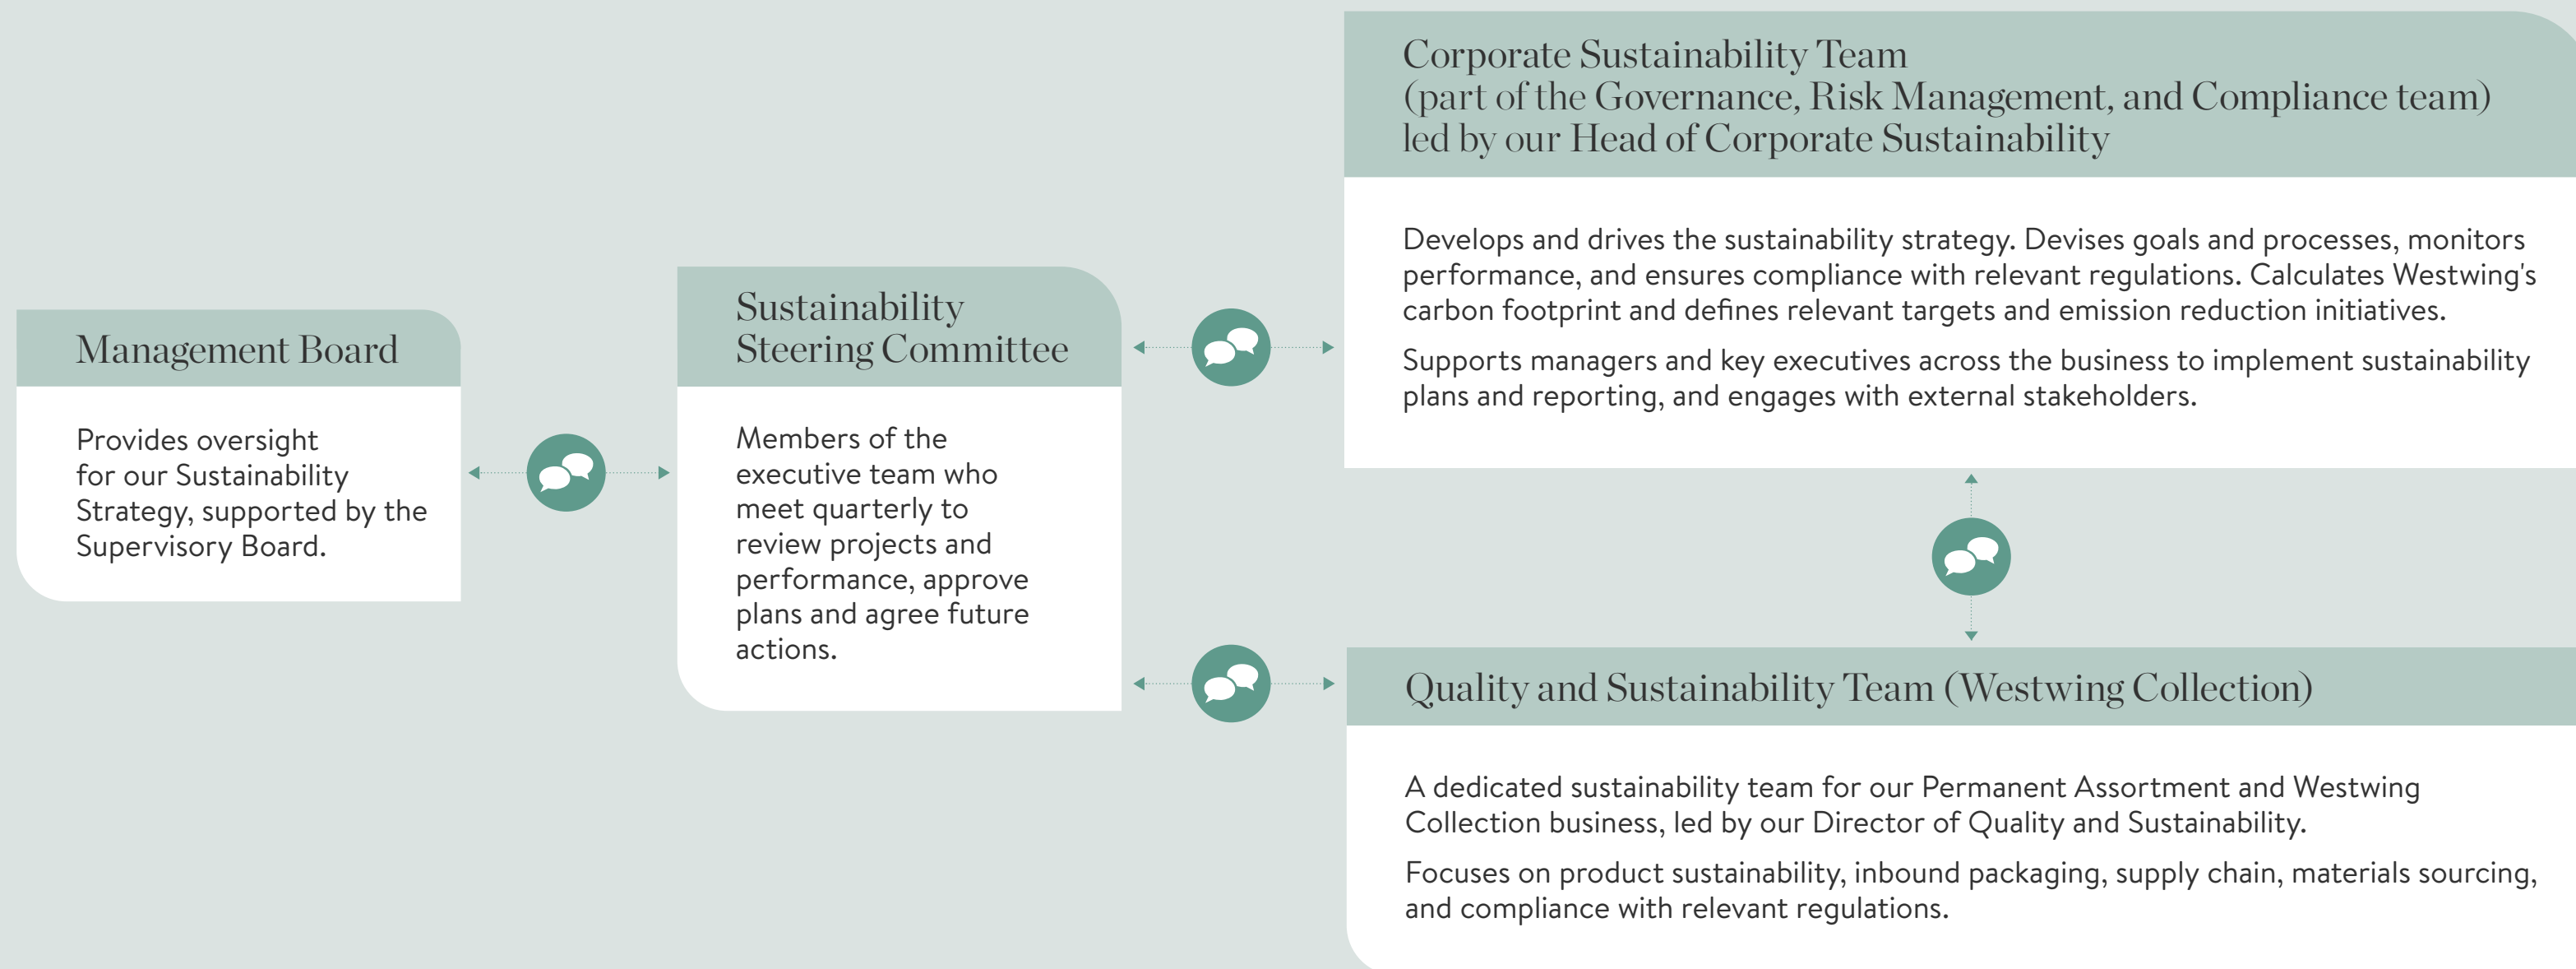 Management Board
Provides oversight
for our Sustainability
Strategy, supported by the
Supervisory Board.
Sustainability
Steering Committee
Members of the
executive team who
meet quarterly to
review projects and
performance, approve
plans and agree future
actions.
Corporate Sustainability Team
(part of the Governance, Risk Management, and Compliance team)
led by our Head of Corporate Sustainability
Develops and drives the sustainability strategy. Devises goals and processes, monitors
performance, and ensures compliance with relevant regulations. Calculates Westwing's
carbon footprint and defines relevant targets and emission reduction initiatives.
Supports managers and key executives across the business to implement sustainability
plans and reporting, and engages with external stakeholders.
Quality and Sustainability Team (Westwing Collection)
A dedicated sustainability team for our Permanent Assortment and Westwing
Collection business, led by our Director of Quality and Sustainability.
Focuses on product sustainability, inbound packaging, supply chain, materials sourcing,
and compliance with relevant regulations.